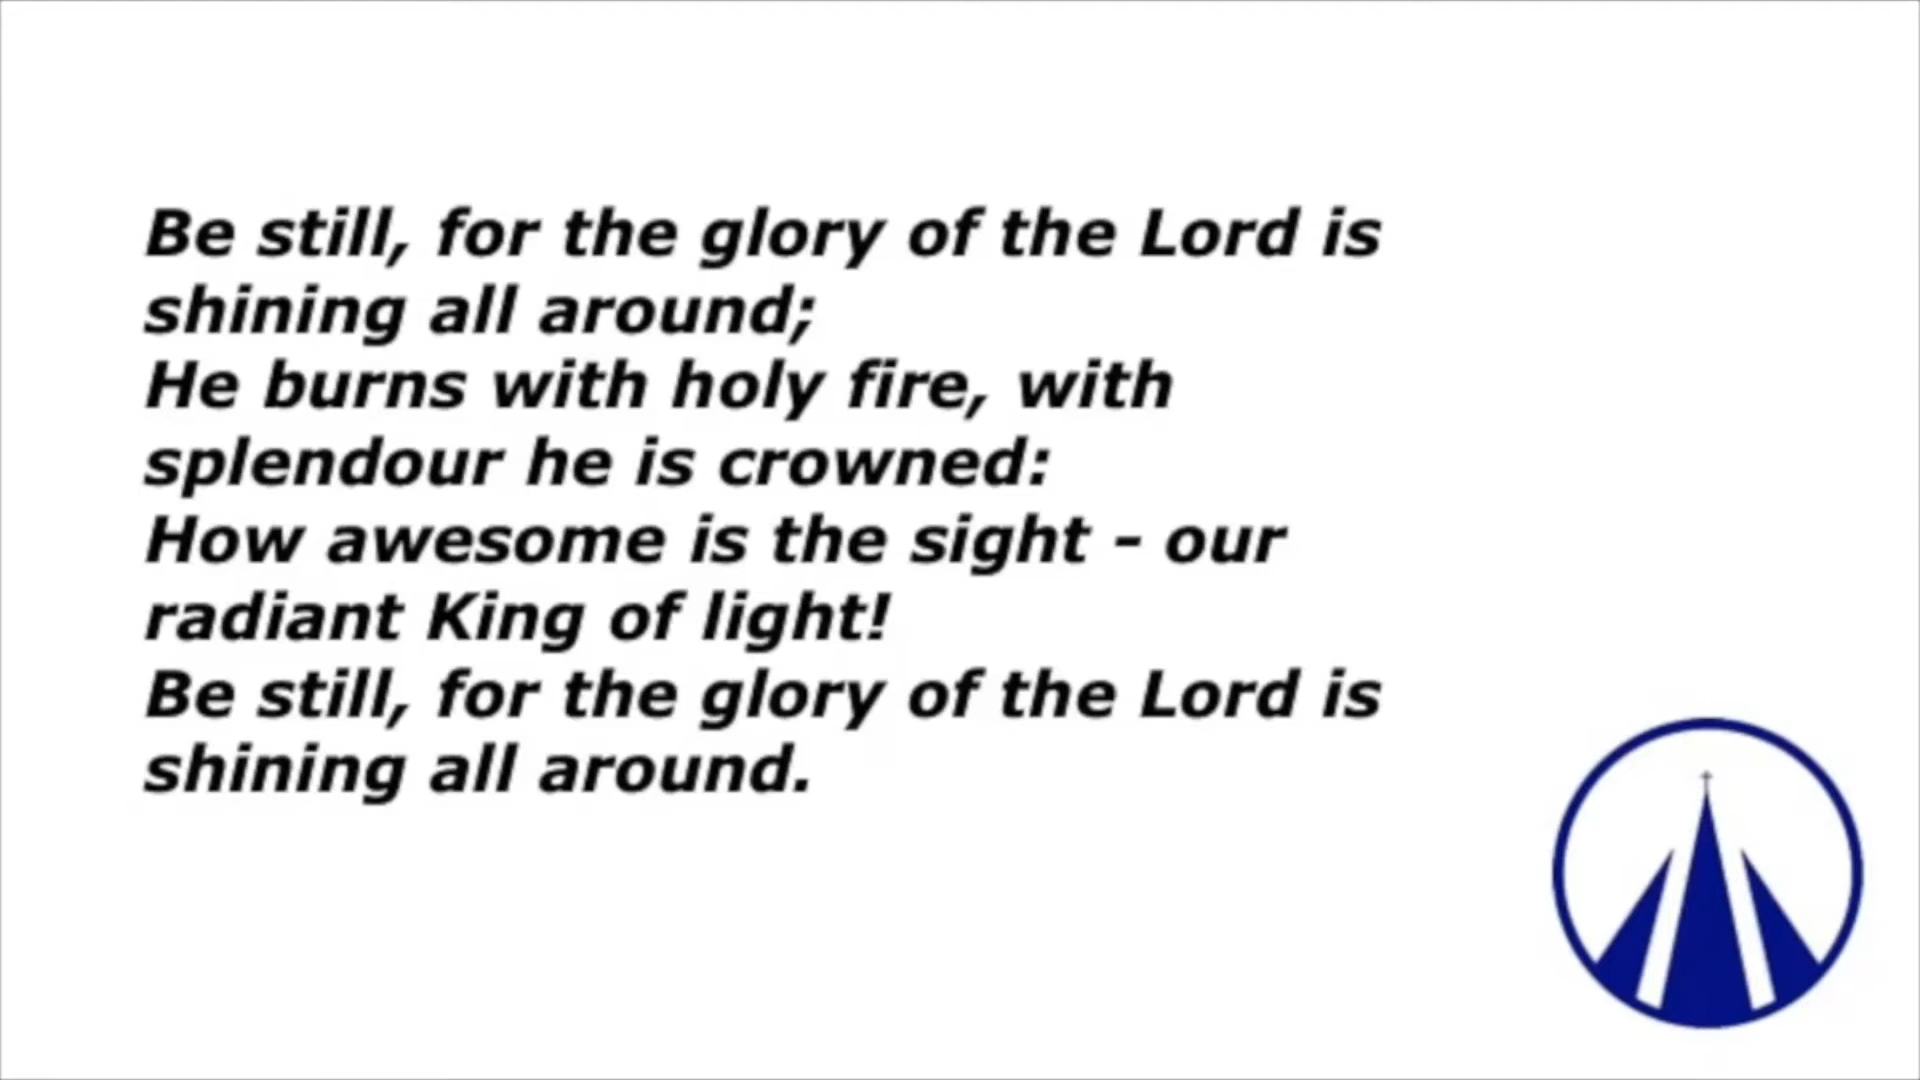 Be still, for the glory of the Lord is
shining all around;
He burns with holy fire, with
splendour he is crowned:
How awesome is the sight - our
radiant King of light!
Be still, for the glory of the Lord is
shining all around.